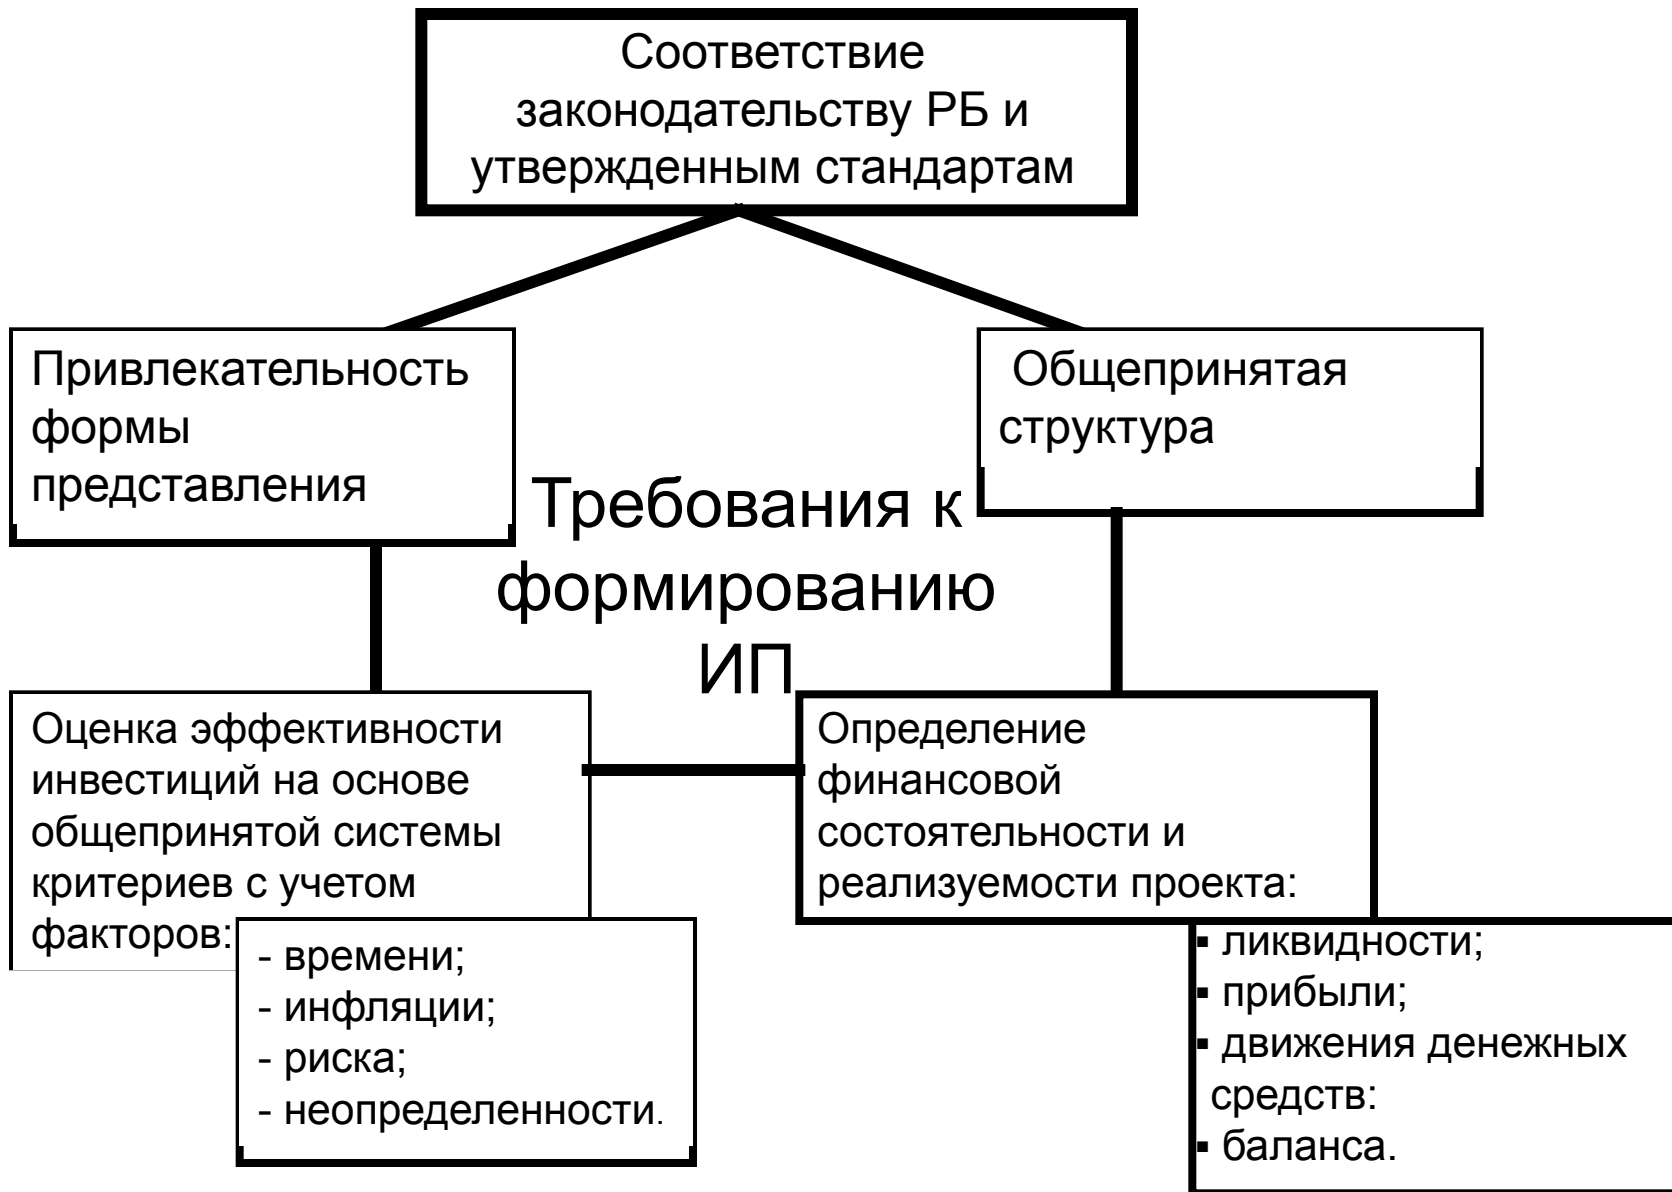 Соответствие
законодательству РБ и
утвержденным стандартам
Привлекательность
формы
представления
Общепринятая
структура
Требования к
формированию
ИП
Оценка эффективности
инвестиций на основе
общепринятой системы
критериев с учетом
факторов:
- времени;
- инфляции;
- риска;
- неопределенности.
Определение
финансовой
состоятельности и
реализуемости проекта:
▪ ликвидности;
▪ прибыли;
▪ движения денежных
средств:
▪ баланса.